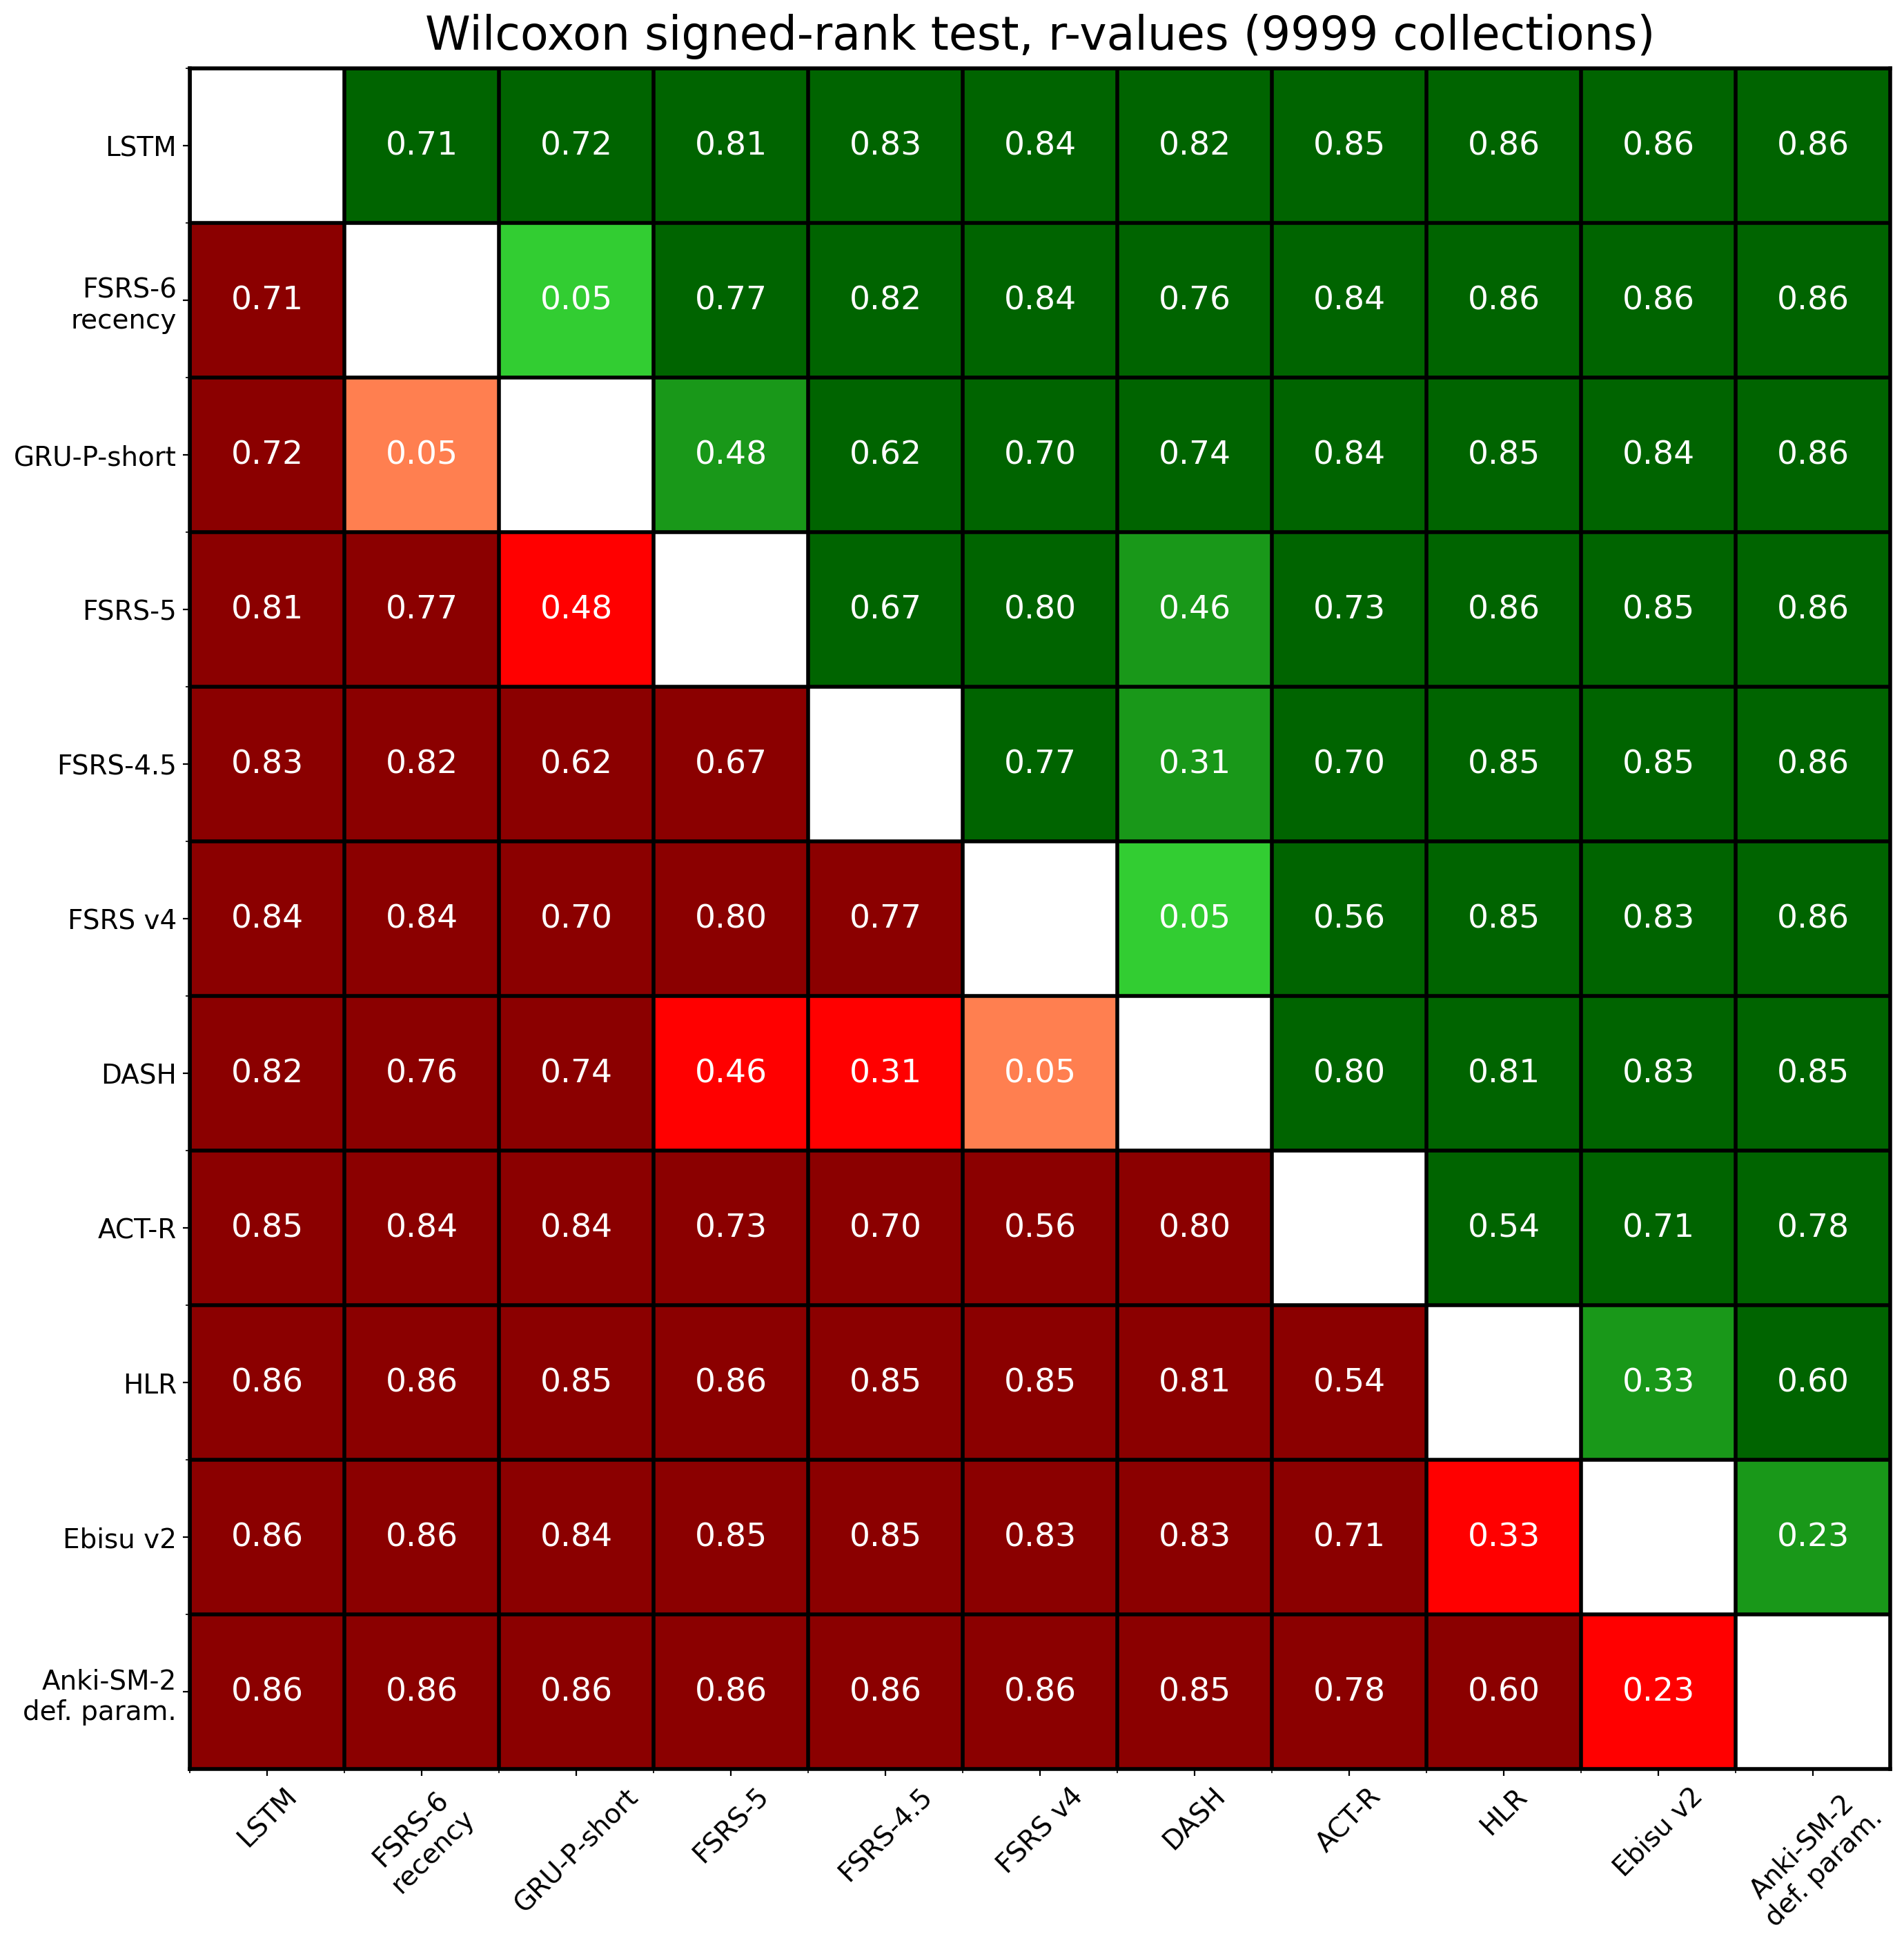 Wilcoxon signed-rank test, r-values (9999 collections)
LSTM
0.71 0.72 0.81 0.83 0.84 0.82 0.85 0.86 0.86 0.86
FSRS-6
recency
0.71 0.05 0.77 0.82 0.84 0.76 0.84 0.86 0.86 0.86
GRU-P-short
0.72 0.05 0.48 0.62 0.70 0.74 0.84 0.85 0.84 0.86
FSRS-5
0.81 0.77 0.48 0.67 0.80 0.46 0.73 0.86 0.85 0.86
FSRS-4.5
0.83 0.82 0.62 0.67 0.77 0.31 0.70 0.85 0.85 0.86
FSRS v4
0.84 0.84 0.70 0.80 0.77 0.05 0.56 0.85 0.83 0.86
DASH
0.82 0.76 0.74 0.46 0.31 0.05 0.80 0.81 0.83 0.85
ACT-R
0.85 0.84 0.84 0.73 0.70 0.56 0.80 0.54 0.71 0.78
HLR
0.86 0.86 0.85 0.86 0.85 0.85 0.81 0.54 0.33 0.60
Ebisu v2
0.86 0.86 0.84 0.85 0.85 0.83 0.83 0.71 0.33 0.23
Anki-SM-2
def. param.
0.86 0.86 0.86 0.86 0.86 0.86 0.85 0.78 0.60 0.23
LSTM
FSRS-6
recency
GRU-P-short
FSRS-5
FSRS-4.5
FSRS v4
DASH
ACT-R
HLR
Ebisu v2
Anki-SM-2
def. param.